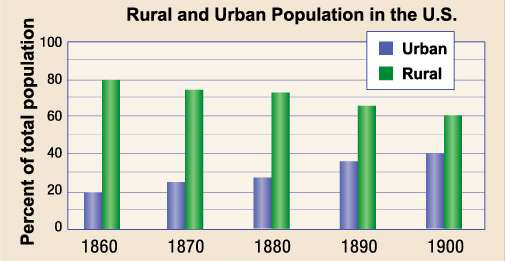 Rural and Urban Population in the U.S.
Percent of total population
100
80
60
40
20
0
Urban
Rural
1860 1870 1880 1890 1900